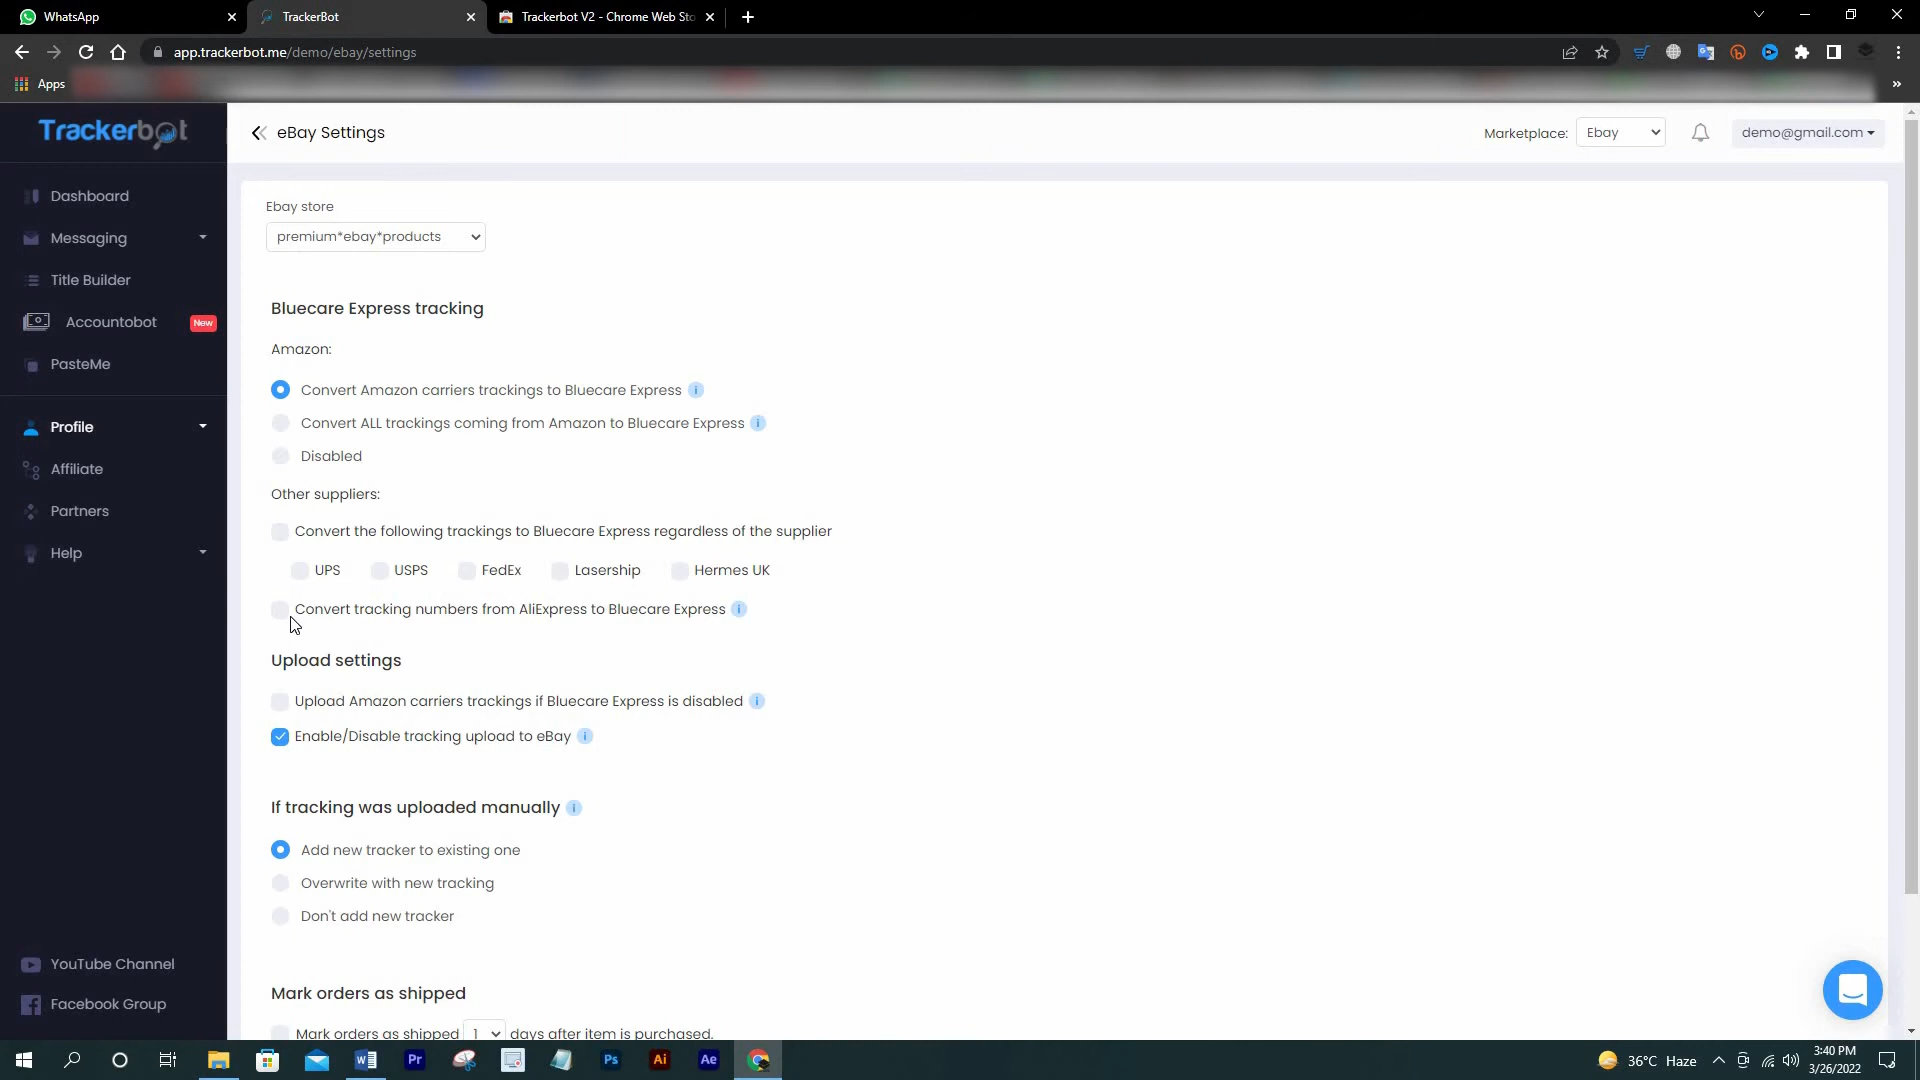 WhatsApp
TrackerBot
Trackerbot V2 - Chrome Web Sto
app.trackerbot.me/demo/ebay/settings
Apps
Trackerbot
eBay Settings
Marketplace: Ebay
demo@gmail.com
Dashboard
Messaging
Title Builder
Accountobot New
PasteMe
Profile
Affiliate
Partners
Help
YouTube Channel
Facebook Group
Ebay store
premium*ebay*products
Bluecare Express tracking
Amazon:
Convert Amazon carriers trackings to Bluecare Express
Convert ALL trackings coming from Amazon to Bluecare Express
Disabled
Other suppliers:
Convert the following trackings to Bluecare Express regardless of the supplier
UPS USPS FedEx Lasership Hermes UK
Convert tracking numbers from AliExpress to Bluecare Express
Upload settings
Upload Amazon carriers trackings if Bluecare Express is disabled
Enable/Disable tracking upload to eBay
If tracking was uploaded manually
Add new tracker to existing one
Overwrite with new tracking
Don't add new tracker
Mark orders as shipped
Mark orders as shipped 1 days after item is purchased.
Pr
Ps
Ai
Ae
36°C Haze
3:40 PM
3/26/2022